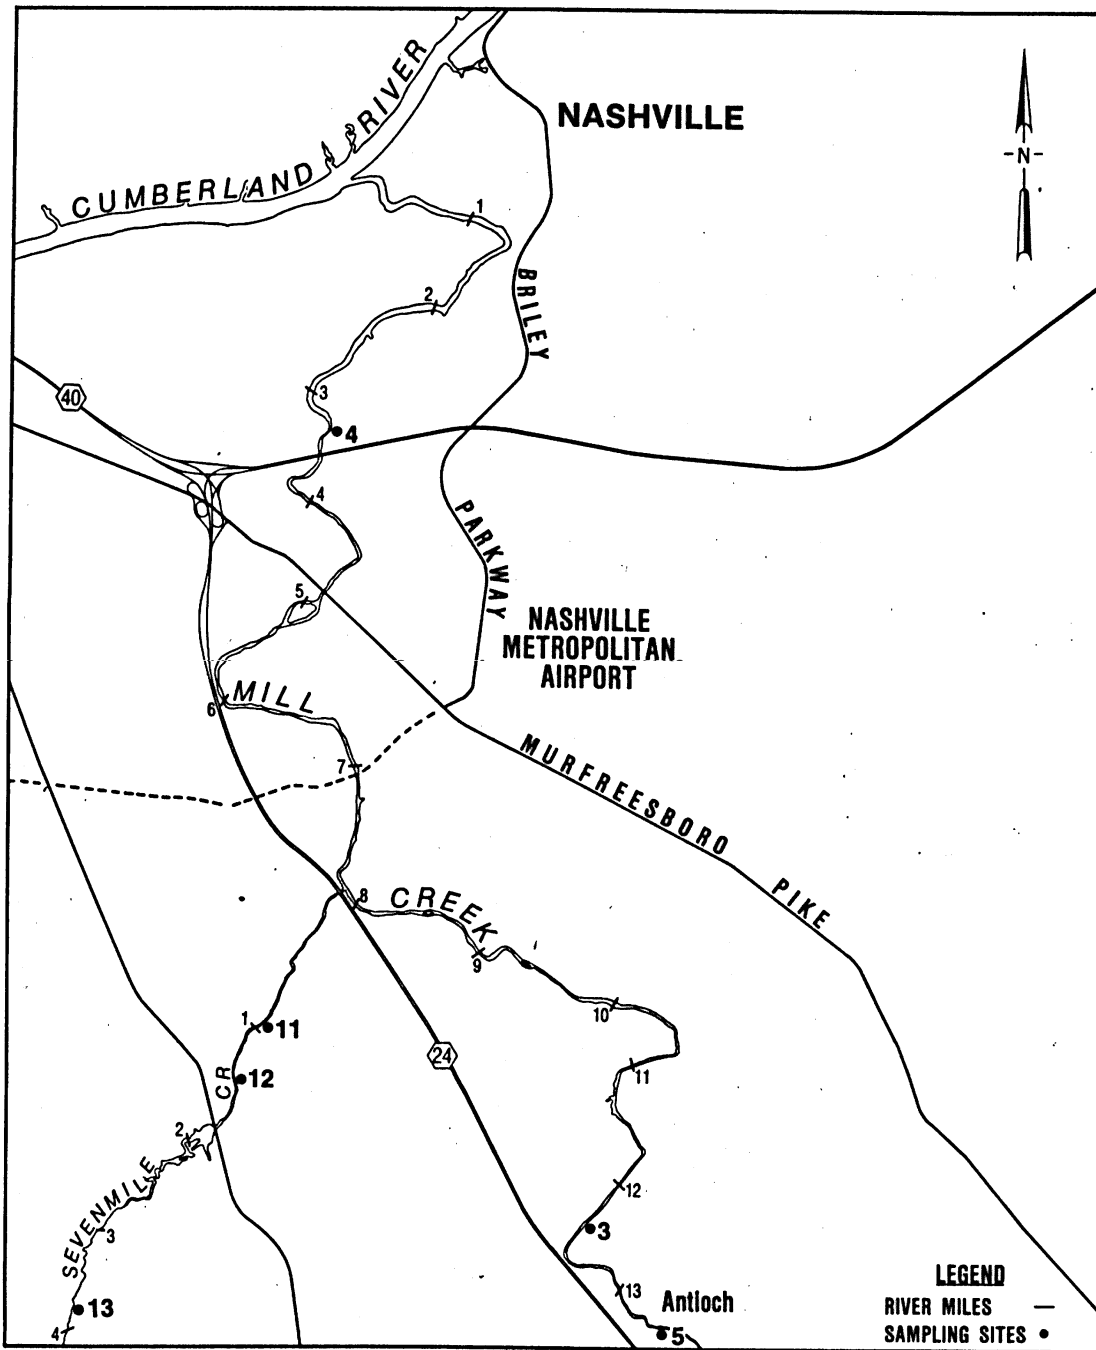 CUMBERLAND RIVER
NASHVILLE
-N-
1
BRILEY
2
3
40
4
4
PARKWAY
5
NASHVILLE
METROPOLITAN
AIRPORT
MILL
6
MURFREESBORO
7
CREEK
8
PIKE
9
10
1
11
24
11
CR
12
2
SEVENMILE
12
3
3
13
13
4
Antioch
5
LEGEND
RIVER MILES —
SAMPLING SITES ●